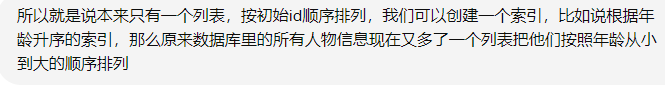 所以就是说本来只有一个列表，按初始id顺序排列，我们可以创建一个索引，比如说根据年
龄升序的索引，那么原来数据库里的所有人物信息现在又多了一个列表把他们按照年龄从小
到大的顺序排列